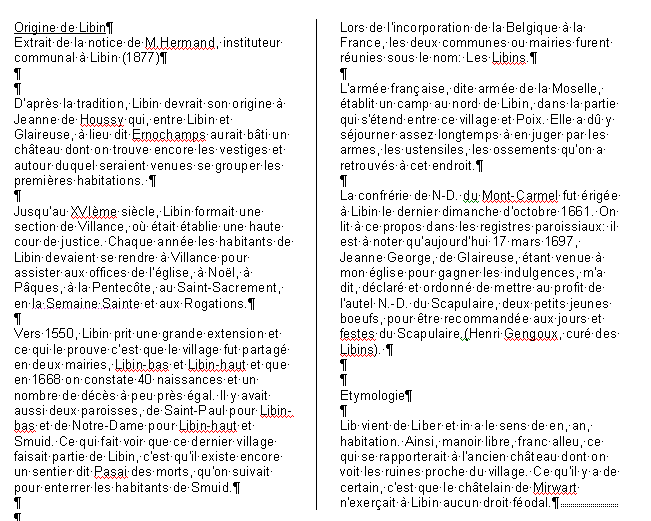 Origine de Libin¶
Extrait de la notice de M.Hermand, instituteur
communal à Libin (1877)¶
¶
¶
D'après la tradition, Libin devrait son origine à
Jeanne de Houssy qui, entre Libin et
Glaireuse, à lieu dit Ernochamps aurait bâti un
château dont on trouve encore les vestiges et
autour duquel seraient venues se grouper les
premières habitations. ¶
¶
Jusqu'au XVIème siècle, Libin formait une
section de Villance, où était établie une haute
cour de justice. Chaque année les habitants de
Libin devaient se rendre à Villance pour
assister aux offices de l'église, à Noël, à
Pâques, à la Pentecôte, au Saint-Sacrement,
en la Semaine Sainte et aux Rogations.¶
¶
Vers 1550, Libin prit une grande extension et
ce qui le prouve c'est que le village fut partagé
en deux mairies, Libin-bas et Libin-haut et que
en 1668 on constate 40 naissances et un
nombre de décès à peu près égal. Il y avait
aussi deux paroisses, de Saint-Paul pour Libin-
bas et de Notre-Dame pour Libin-haut et
Smuid. Ce qui fait voir que ce dernier village
faisait partie de Libin, c'est qu'il existe encore
un sentier dit Pasai des morts, qu'on suivait
pour enterrer les habitants de Smuid.¶
¶
¶
Lors de l'incorporation de la Belgique à la
France, les deux communes ou mairies furent
réunies sous le nom: Les Libins.¶
¶
L'armée française, dite armée de la Moselle,
établit un camp au nord de Libin, dans la partie
qui s'étend entre ce village et Poix. Elle a dû y
séjourner assez longtemps à en juger par les
armes, les ustensiles, les ossements qu'on a
retrouvés à cet endroit.¶
¶
La confrérie de N-D. du Mont-Carmel fut érigée
à Libin le dernier dimanche d'octobre 1661. On
lit à ce propos dans les registres paroissiaux: il
est à noter qu'aujourd'hui 17 mars 1697,
Jeanne George, de Glaireuse, étant venue à
mon église pour gagner les indulgences, m'a
dit, déclaré et ordonné de mettre au profit de
l'autel N.-D. du Scapulaire, deux petits jeunes
boeufs, pour être recommandée aux jours et
festes du Scapulaire.(Henri Gengoux, curé des
Libins). ¶
¶
¶
Etymologie¶
¶
Lib vient de Liber et in a le sens de en, an,
habitation. Ainsi, manoir libre, franc alleu, ce
qui se rapporterait à l'ancien château dont on
voit les ruines proche du village. Ce qu'il y a de
certain, c'est que le châtelain de Mirwart
n'exerçait à Libin aucun droit féodal.¶